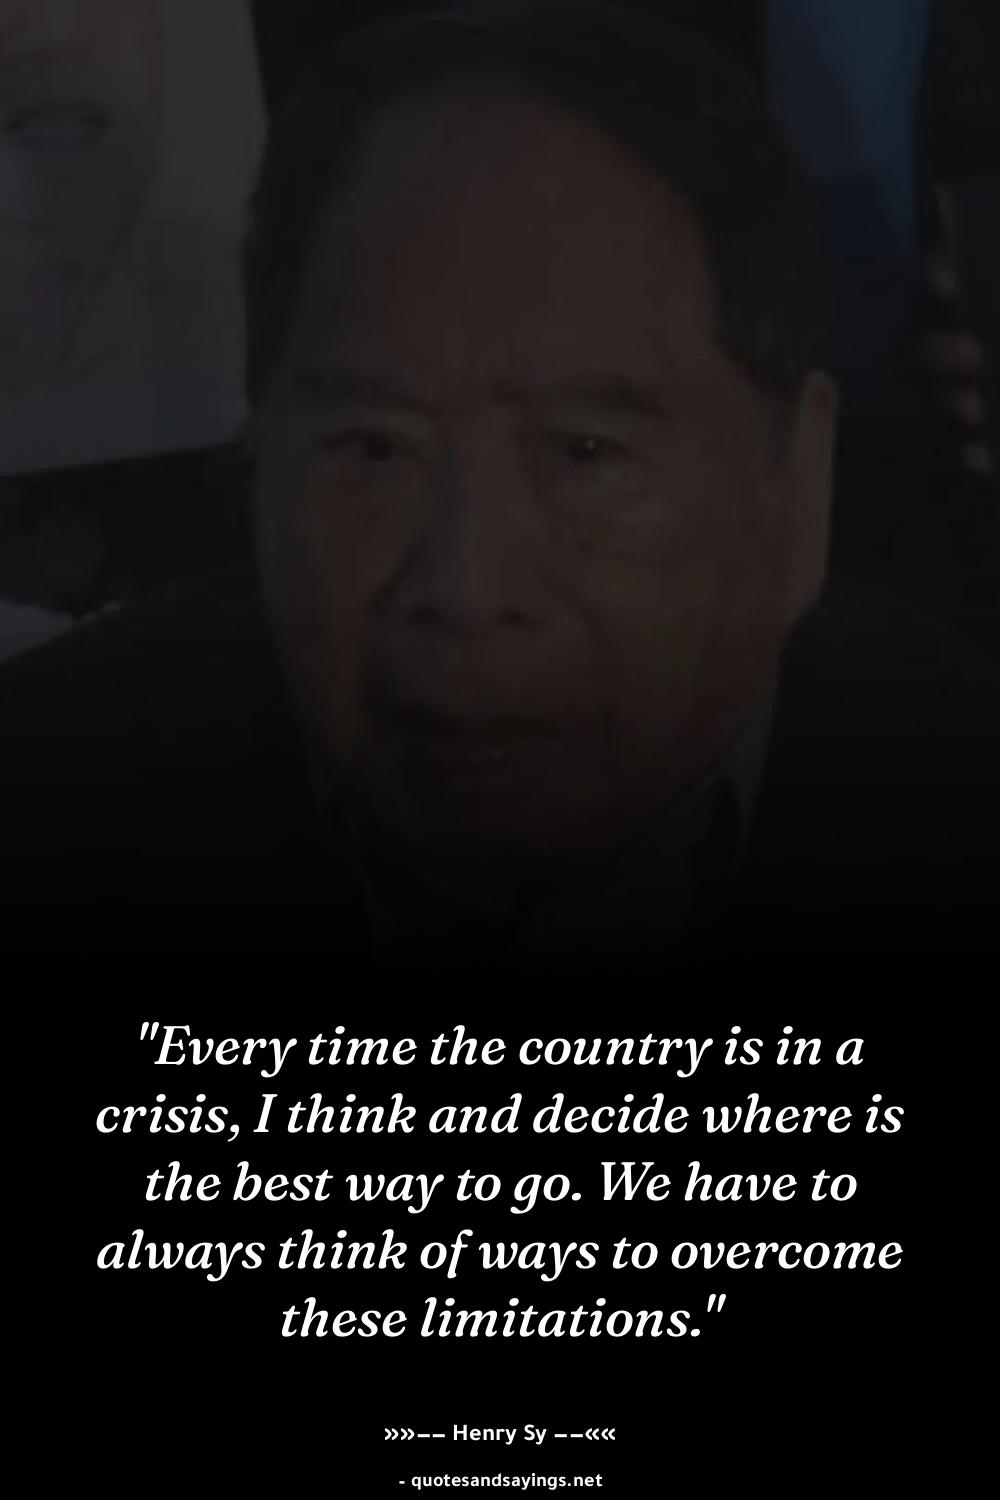 "Every time the country is in a
crisis, I think and decide where is
the best way to go. We have to
always think of ways to overcome
these limitations."
»»–– Henry Sy ––««
- quotesandsayings.net